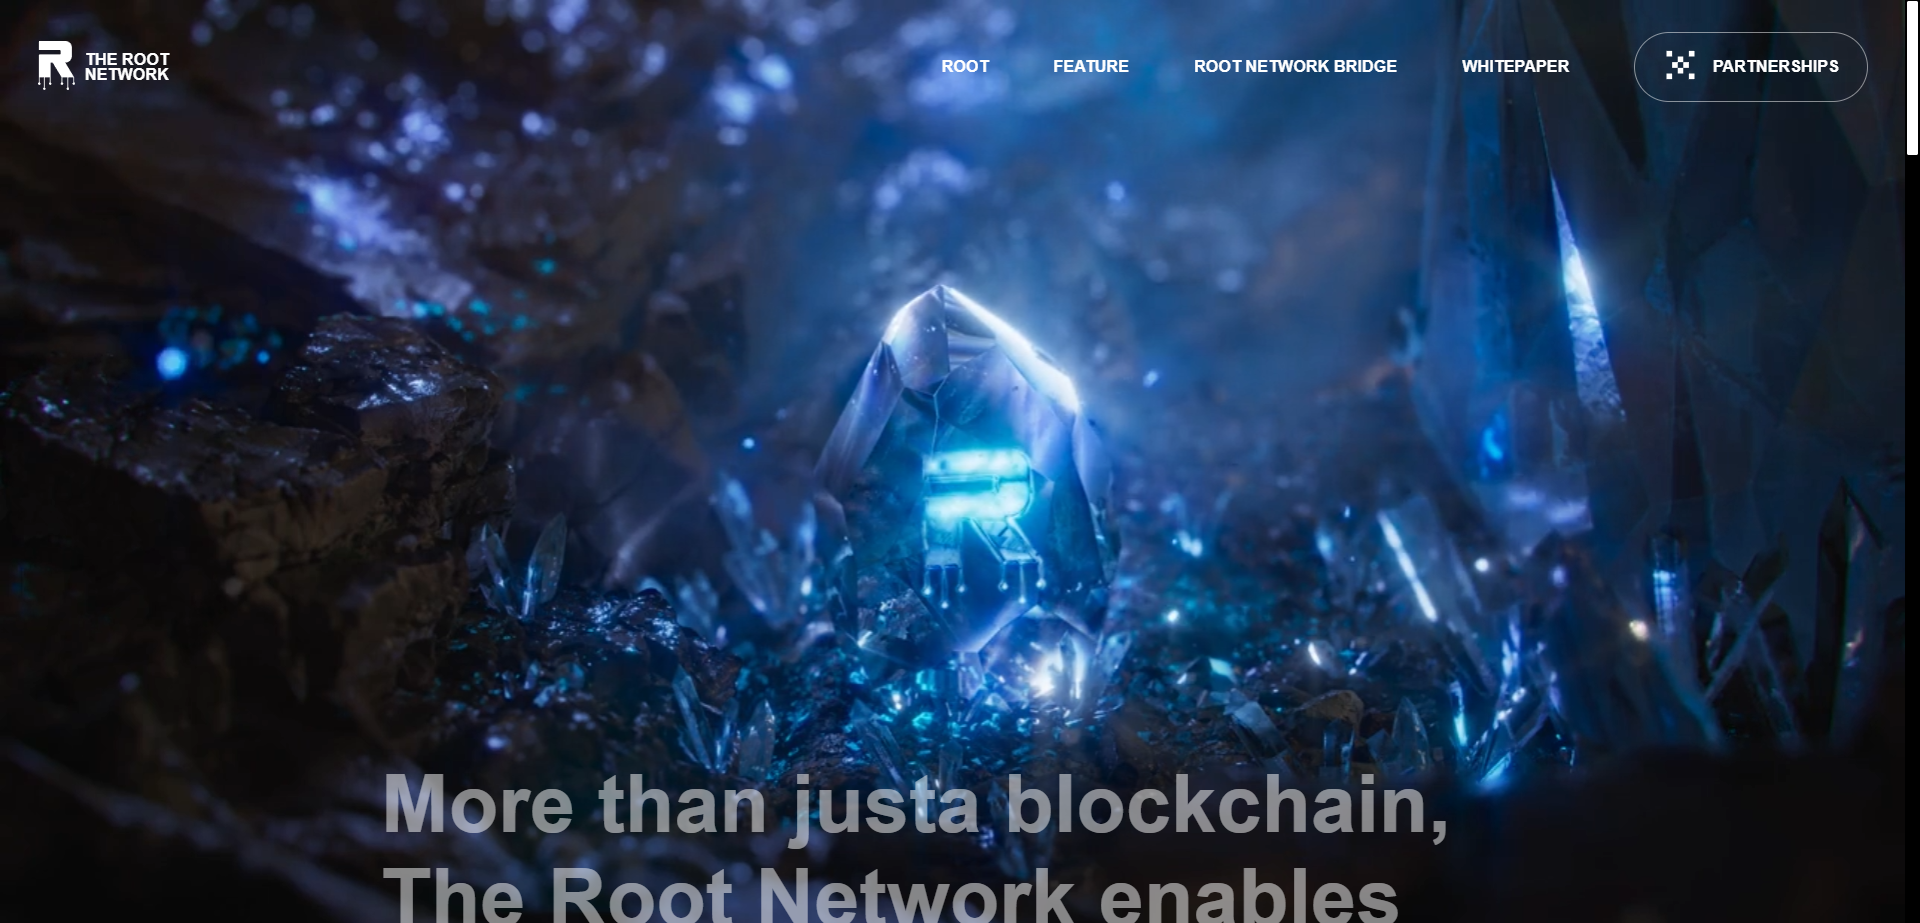 THE ROOT
NETWORK
ROOT
FEATURE
ROOT NETWORK BRIDGE
WHITEPAPER
PARTNERSHIPS
R
More than justa blockchain,
The Root Network enables